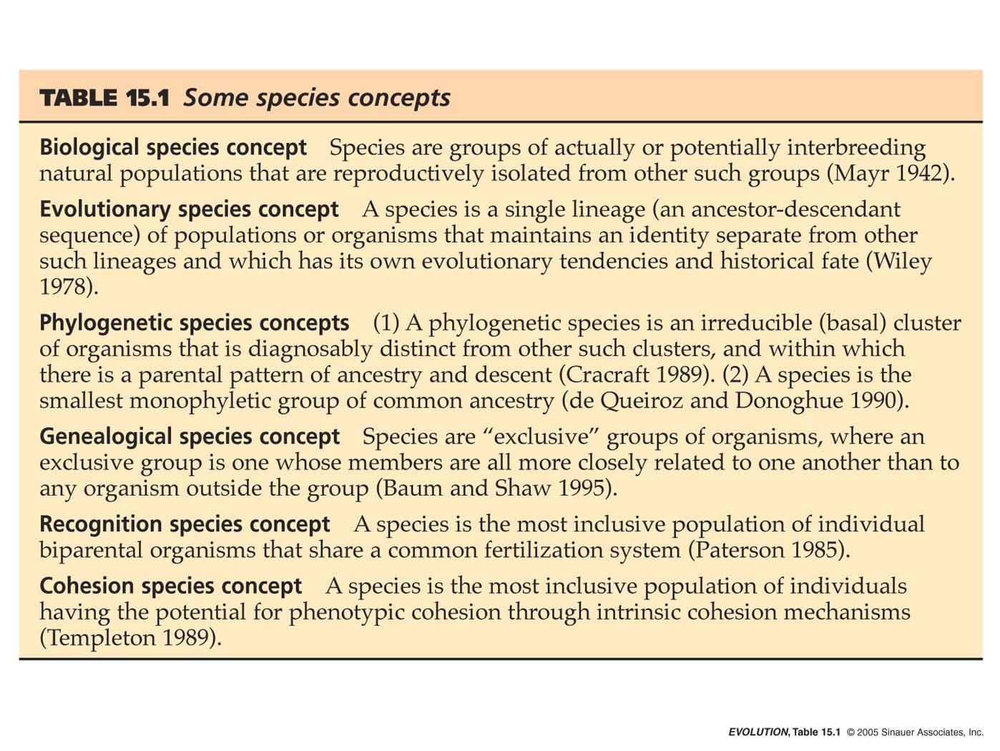 TABLE 15.1 Some species concepts
Biological species concept Species are groups of actually or potentially interbreeding
natural populations that are reproductively isolated from other such groups (Mayr 1942).
Evolutionary species concept A species is a single lineage (an ancestor-descendant
sequence) of populations or organisms that maintains an identity separate from other
such lineages and which has its own evolutionary tendencies and historical fate (Wiley
1978).
Phylogenetic species concepts (1) A phylogenetic species is an irreducible (basal) cluster
of organisms that is diagnosably distinct from other such clusters, and within which
there is a parental pattern of ancestry and descent (Cracraft 1989). (2) A species is the
smallest monophyletic group of common ancestry (de Queiroz and Donoghue 1990).
Genealogical species concept Species are “exclusive” groups of organisms, where an
exclusive group is one whose members are all more closely related to one another than to
any organism outside the group (Baum and Shaw 1995).
Recognition species concept A species is the most inclusive population of individual
biparental organisms that share a common fertilization system (Paterson 1985).
Cohesion species concept A species is the most inclusive population of individuals
having the potential for phenotypic cohesion through intrinsic cohesion mechanisms
(Templeton 1989).
EVOLUTION, Table 15.1 © 2005 Sinauer Associates, Inc.